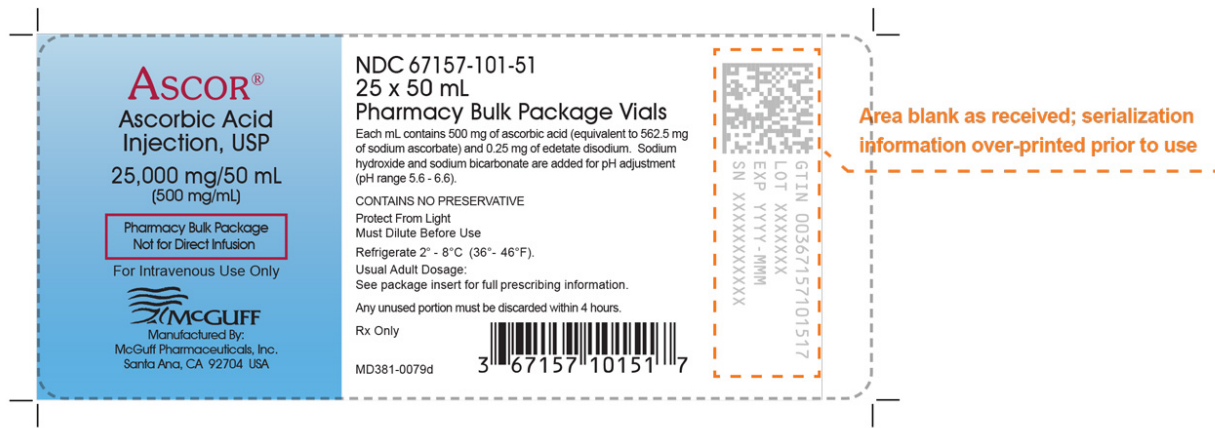 ASCOR®
Ascorbic Acid
Injection, USP
25,000 mg/50 mL
(500 mg/mL)
Pharmacy Bulk Package
Not for Direct Infusion
For Intravenous Use Only
MCGUFF
Manufactured By:
McGuff Pharmaceuticals, Inc.
Santa Ana, CA 92704 USA
NDC 67157-101-51
25 x 50 mL
Pharmacy Bulk Package Vials
Each mL contains 500 mg of ascorbic acid (equivalent to 562.5 mg
of sodium ascorbate) and 0.25 mg of edetate disodium. Sodium
hydroxide and sodium bicarbonate are added for pH adjustment
(pH range 5.6 - 6.6).
CONTAINS NO PRESERVATIVE
Protect From Light
Must Dilute Before Use
Refrigerate 2° - 8°C (36°- 46°F).
Usual Adult Dosage:
See package insert for full prescribing information.
Any unused portion must be discarded within 4 hours.
Rx Only
MD381-0079d
3 67157 10151 7
GTIN 00367157101517
LOT XXXXXXX
EXP YYYY-MMM
SN XXXXXXXXXXX
Area blank as received; serialization
information over-printed prior to use